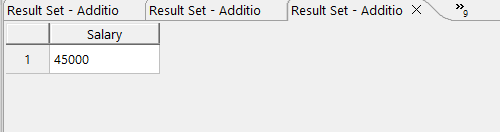 Result Set - Additio Result Set - Additio Result Set - Additio × »9
Salary
1 45000